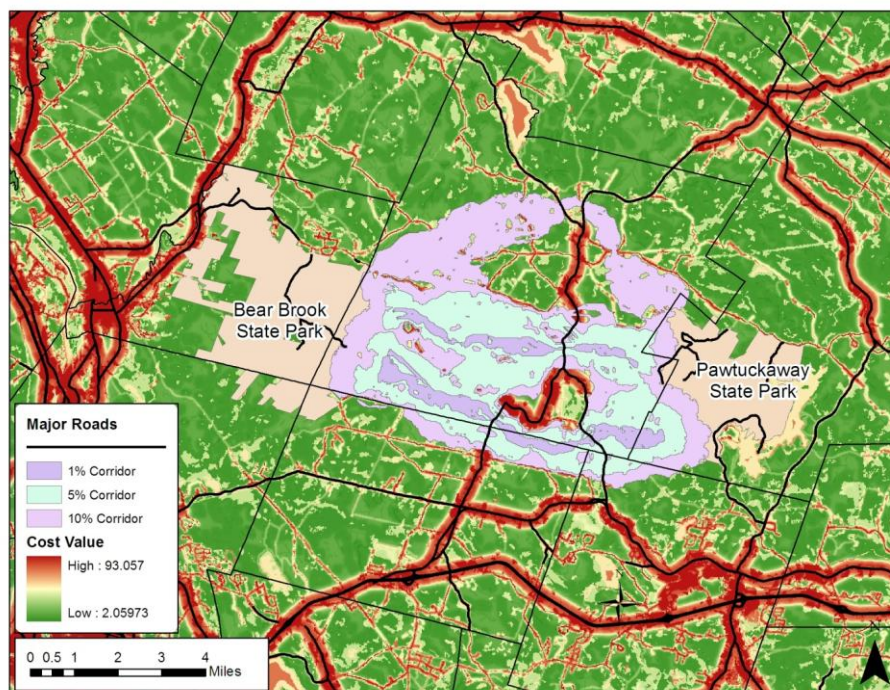 Bear Brook
State Park
Pawtuckaway
State Park
Major Roads
1% Corridor
5% Corridor
10% Corridor
Cost Value
High : 93.057
Low : 2.05973
0 0.5 1 2 3 4
Miles